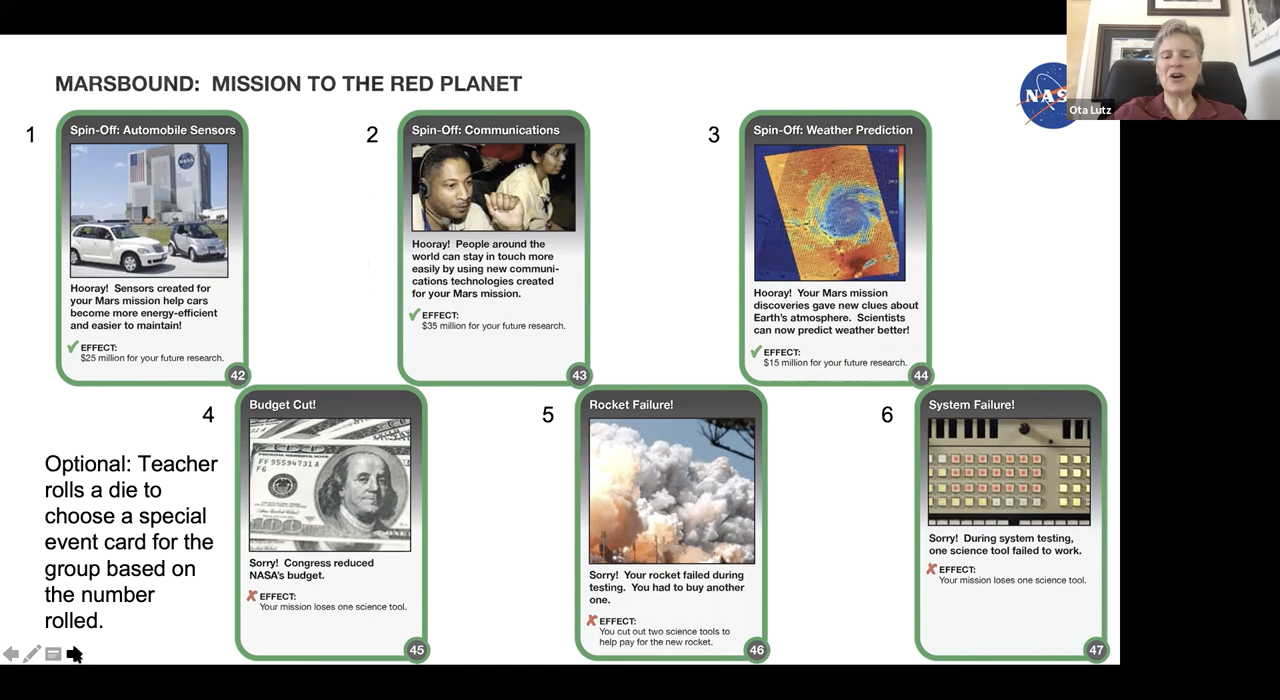 MARSBOUND: MISSION TO THE RED PLANET
NAS
Ota Lutz
1
Spin-Off: Automobile Sensors
Hooray! Sensors created for
your Mars mission help cars
become more energy-efficient
and easier to maintain!
EFFECT:
$25 million for your future research.
42
2
Spin-Off: Communications
Hooray! People around the
world can stay in touch more
easily by using new communi-
cations technologies created
for your Mars mission.
EFFECT:
$35 million for your future research.
43
3
Spin-Off: Weather Prediction
Hooray! Your Mars mission
discoveries gave new clues about
Earth's atmosphere. Scientists
can now predict weather better!
EFFECT:
$15 million for your future research.
44
Optional: Teacher
rolls a die to
choose a special
event card for the
group based on
the number
rolled.
4
Budget Cut!
FF 95594731 A
F6
Sorry! Congress reduced
NASA's budget.
EFFECT:
Your mission loses one science tool.
45
5
Rocket Failure!
Sorry! Your rocket failed during
testing. You had to buy another
one.
EFFECT:
You cut out two science tools to
help pay for the new rocket.
46
6
System Failure!
Sorry! During system testing,
one science tool failed to work.
EFFECT:
Your mission loses one science tool.
47